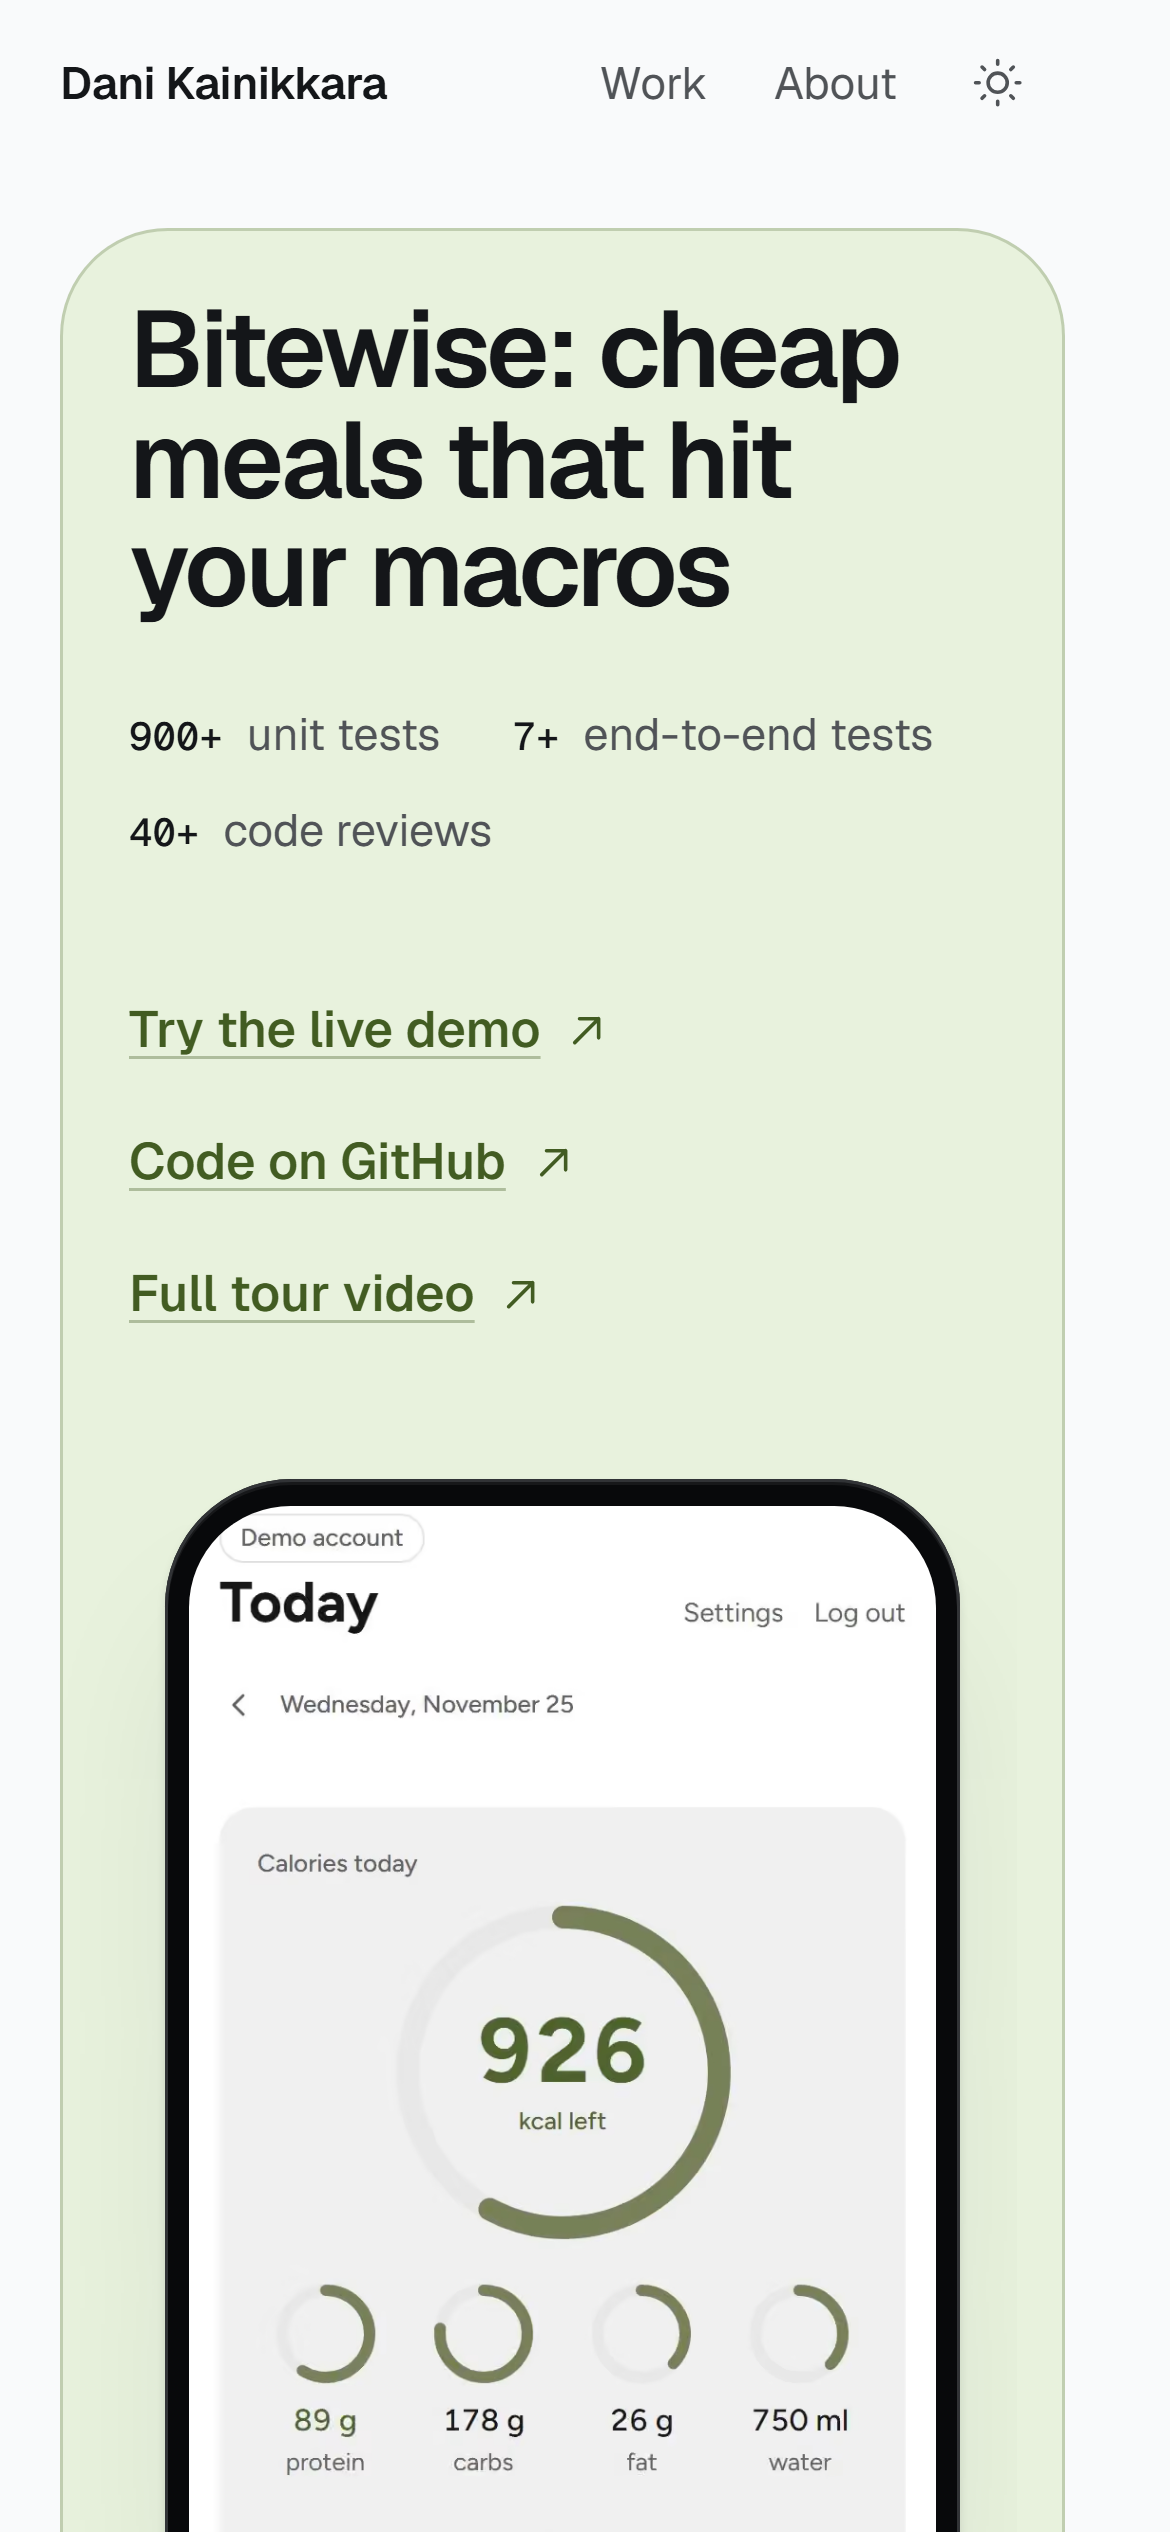 Dani Kainikkara Work About
Bitewise: cheap
meals that hit
your macros
900+ unit tests 7+ end-to-end tests
40+ code reviews
Try the live demo ↗
Code on GitHub ↗
Full tour video ↗
Demo account
Today Settings Log out
Wednesday, November 25
Calories today
926
kcal left
89 g 178 g 26 g 750 ml
protein carbs fat water